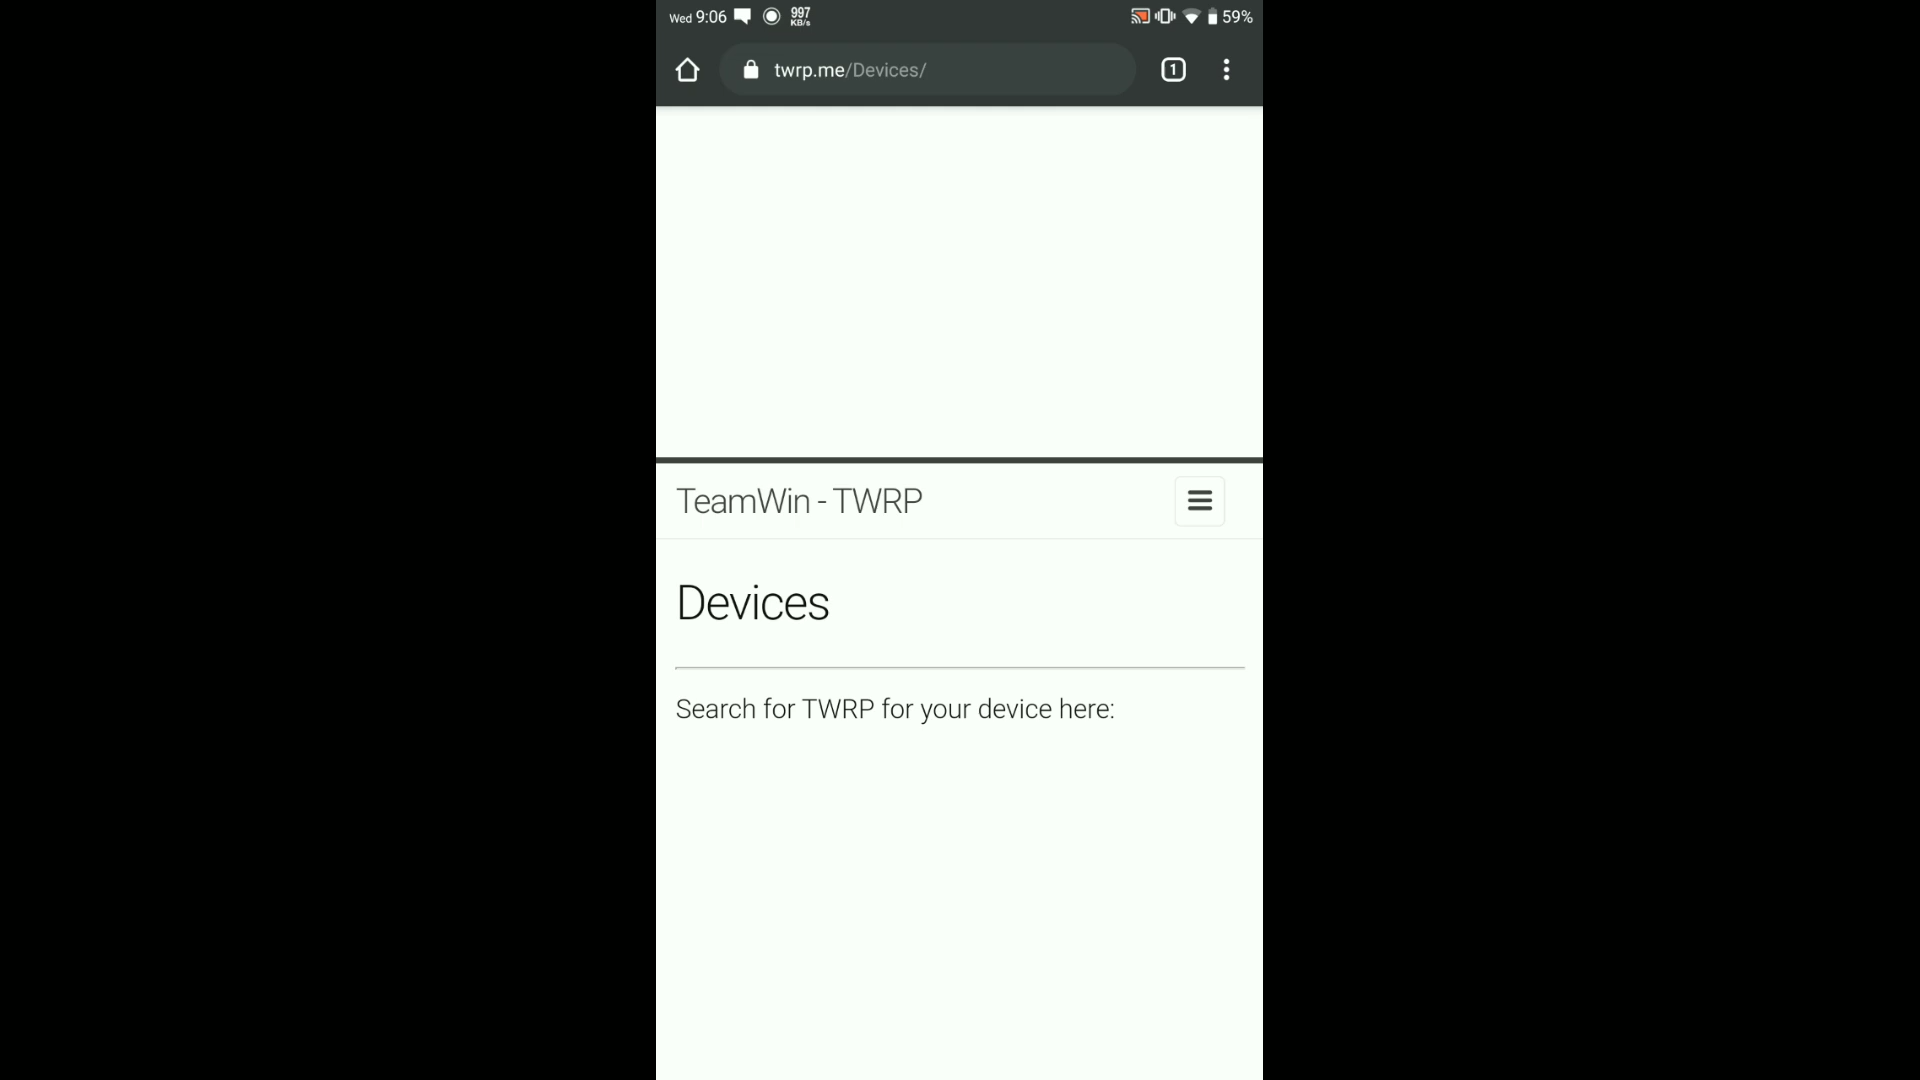 Wed 9:06 997 KB/s 59%
twrp.me/Devices/ 1
TeamWin - TWRP
Devices
Search for TWRP for your device here: